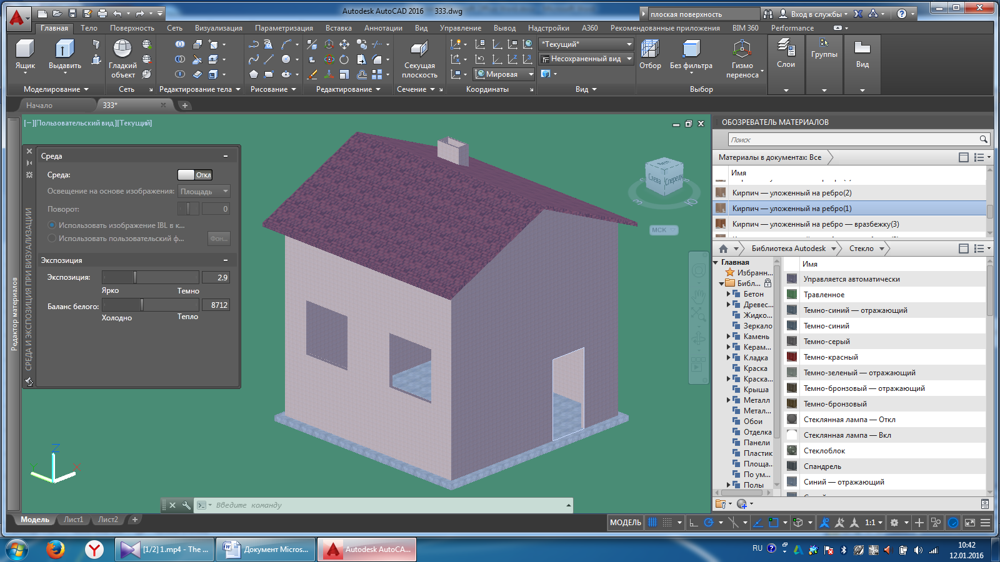 Autodesk AutoCAD 2016    333.dwg
плоская поверхность
Вход в службы
Главная Тело Поверхность Сеть Визуализация Параметризация Вставка Аннотации Вид Управление Вывод Надстройки A360 Рекомендованные приложения BIM 360 Performance
Ящик
Выдавить
Гладкий
объект
Секущая
плоскость
*Текущий*
Несохраненный вид
Мировая
Отбор
Без фильтра
Гизмо
переноса
Слои
Группы
Вид
Моделирование
Сеть
Редактирование тела
Рисование
Редактирование
Сечение
Координаты
Вид
Выбор
Начало
333*
[−][Пользовательский вид][Текущий]
Редактор материалов
СРЕДА И ЭКСПОЗИЦИЯ ПРИ ВИЗУАЛИЗАЦИИ
Среда
Среда:
Откл
Освещение на основе изображения:
Площадь
Поворот:
0
Использовать изображение IBL в к...
Использовать пользовательский ф...
Фон...
Экспозиция
Экспозиция:
2.9
Ярко
Темно
Баланс белого:
8712
Холодно
Тепло
Слева
Спереди
З
Ю
МСК
Z
Введите команду
ОБОЗРЕВАТЕЛЬ МАТЕРИАЛОВ
Поиск
Материалы в документах: Все
Имя
Кирпич — уложенный на ребро(2)
Кирпич — уложенный на ребро(1)
Кирпич — уложенный на ребро — вразбежку(3)
Библиотека Autodesk
Стекло
Главная
Избранн...
Библ...
Бетон
Древес...
Жидко...
Зеркало
Камень
Керам...
Кладка
Краска
Краска...
Крыша
Металл
Метал...
Обои
Отделка
Панели
Пластик
Площа...
По ум...
Полы
Имя
Управляется автоматически
Травленное
Темно-синий — отражающий
Темно-синий
Темно-серый
Темно-красный
Темно-зеленый — отражающий
Темно-бронзовый — отражающий
Темно-бронзовый
Стеклянная лампа — Откл
Стеклянная лампа — Вкл
Стеклоблок
Спандрель
Синий — отражающий
Модель Лист1 Лист2
МОДЕЛЬ
1:1
[1/2] 1.mp4 - The ...
Документ Micros...
Autodesk AutoCA...
RU
10:42
12.01.2016